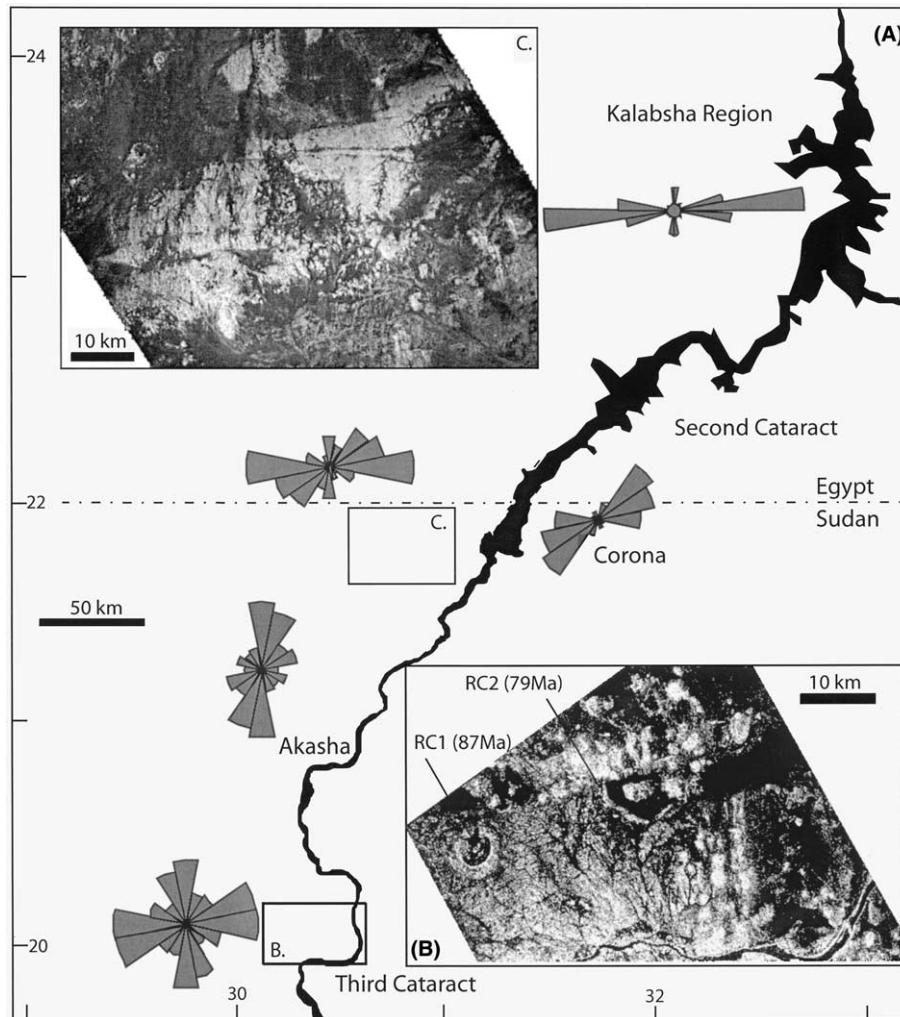 C.
(A)
24
Kalabsha Region
10 km
Second Cataract
22
Egypt
Sudan
C.
Corona
50 km
RC2 (79Ma)
10 km
RC1 (87Ma)
Akasha
B.
(B)
20
Third Cataract
30
32